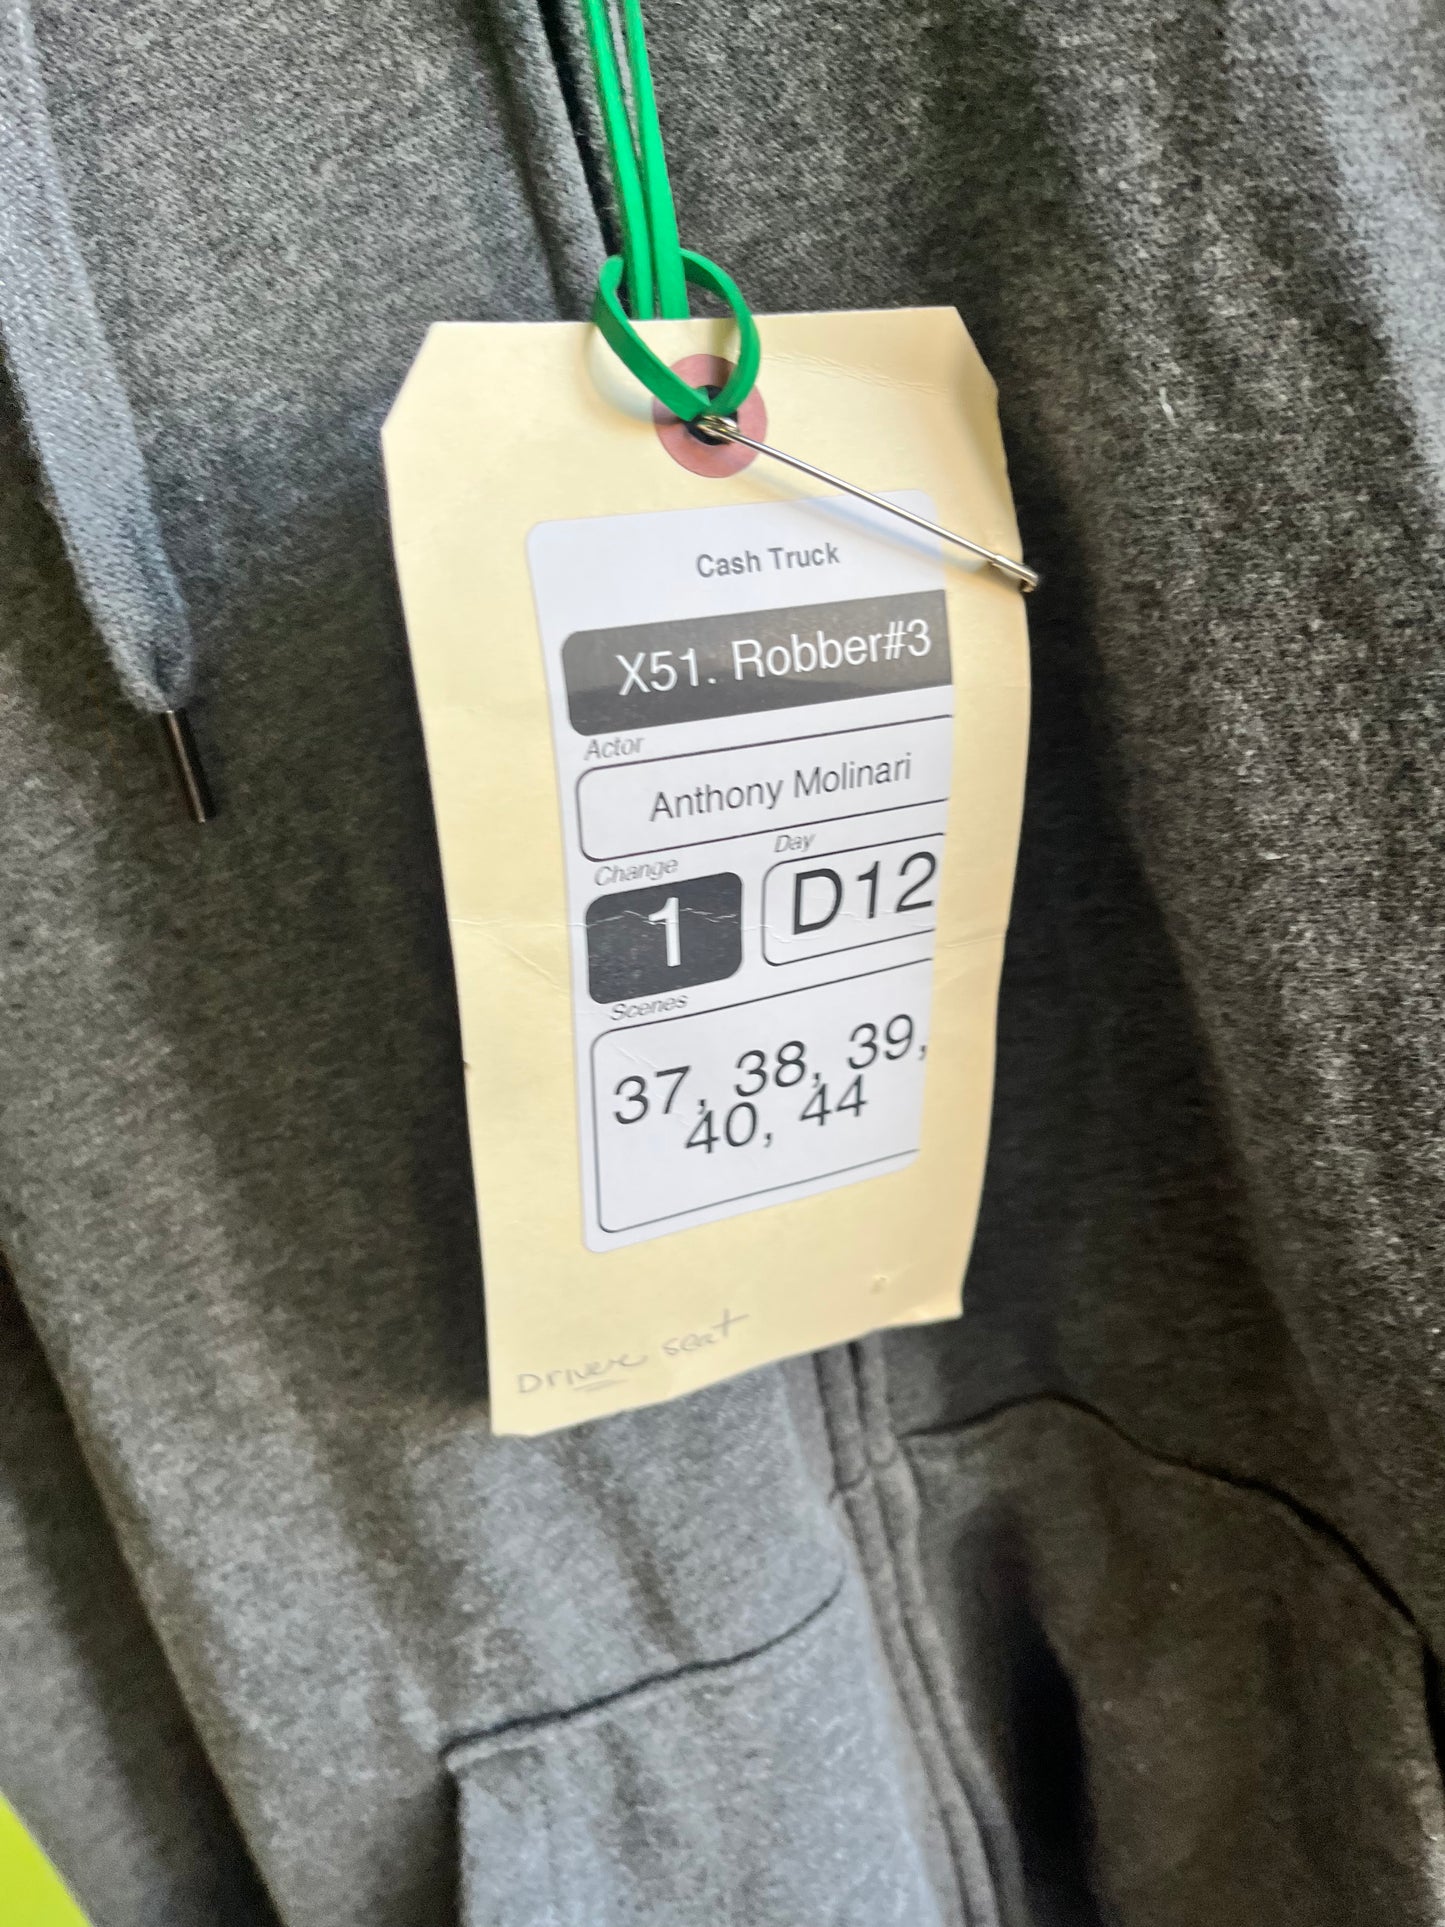 Cash Truck
X51. Robber#3
Actor
Anthony Molinari
Change
Day
1
D12
Scenes
37, 38, 39,
40, 44
Driver seat